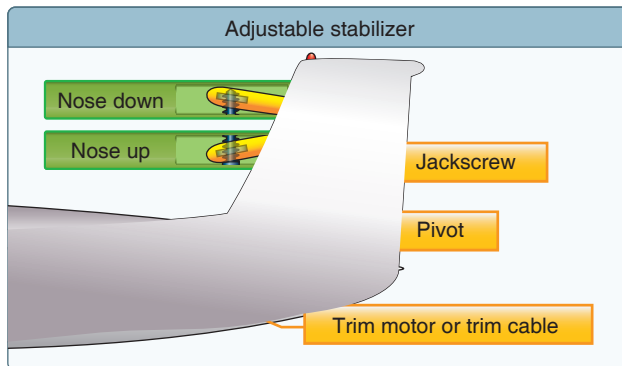 Adjustable stabilizer
Nose down
Nose up
Jackscrew
Pivot
Trim motor or trim cable